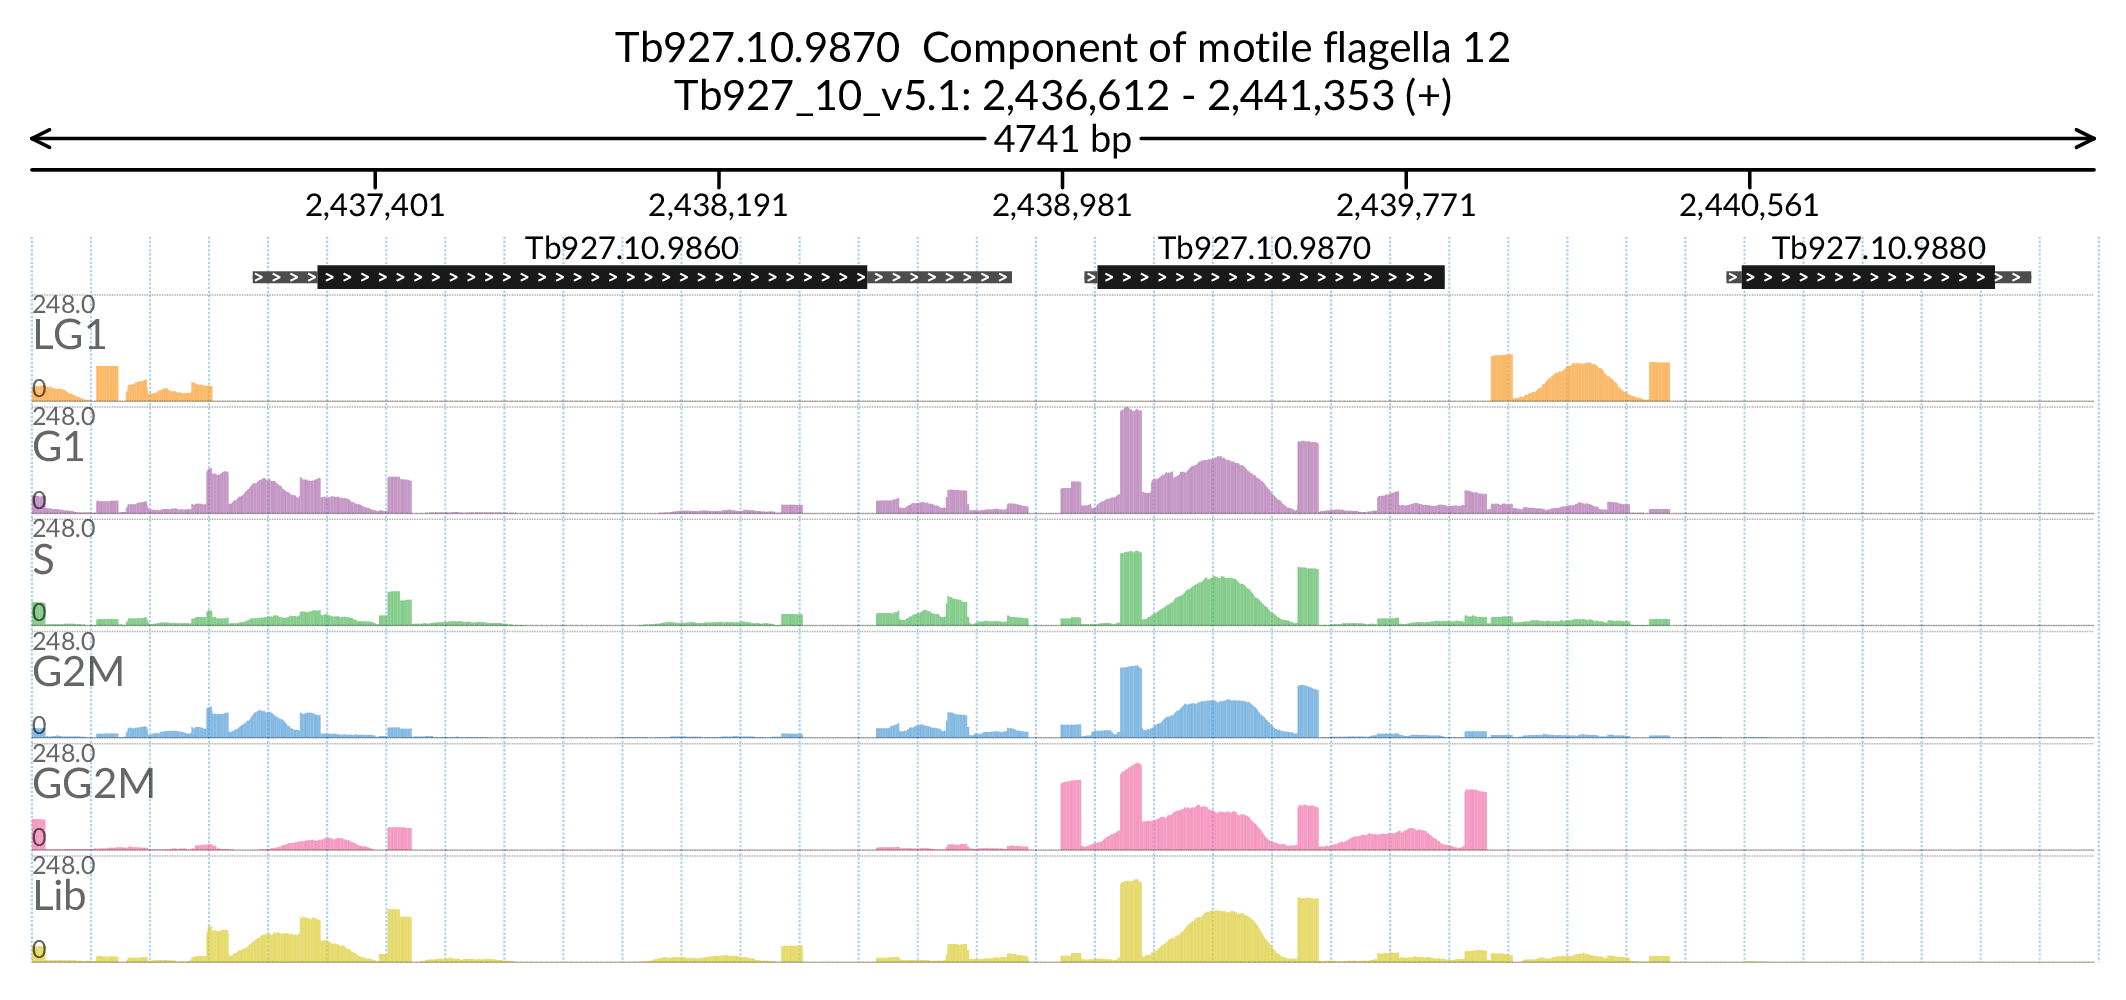 Tb927.10.9870  Component of motile flagella 12
Tb927_10_v5.1: 2,436,612 - 2,441,353 (+)
4741 bp
2,437,401 2,438,191 2,438,981 2,439,771 2,440,561
Tb927.10.9860 Tb927.10.9870 Tb927.10.9880
248.0
LG1
0
248.0
G1
0
248.0
S
0
248.0
G2M
0
248.0
GG2M
0
248.0
Lib
0